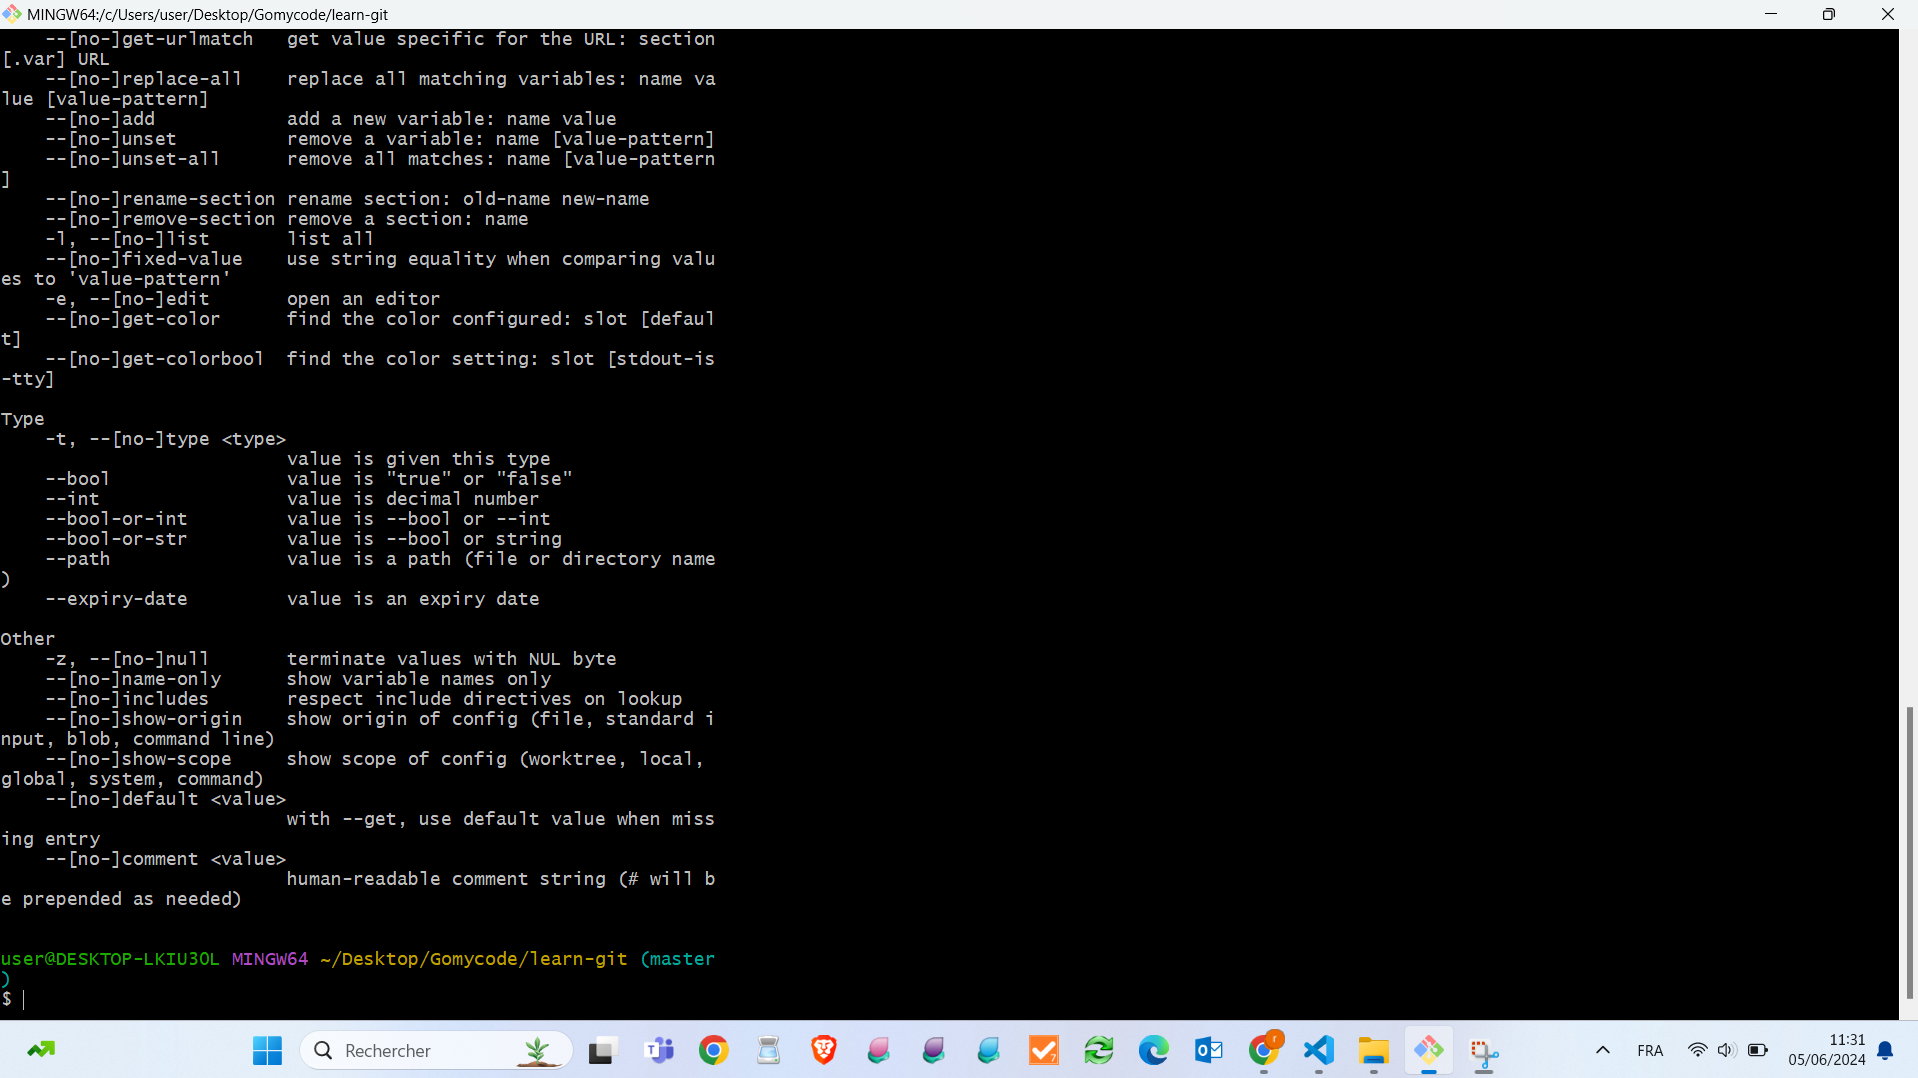 MINGW64:/c/Users/user/Desktop/Gomycode/learn-git
    --[no-]get-urlmatch   get value specific for the URL: section
[.var] URL
    --[no-]replace-all    replace all matching variables: name va
lue [value-pattern]
    --[no-]add            add a new variable: name value
    --[no-]unset          remove a variable: name [value-pattern]
    --[no-]unset-all      remove all matches: name [value-pattern
]
    --[no-]rename-section rename section: old-name new-name
    --[no-]remove-section remove a section: name
    -l, --[no-]list       list all
    --[no-]fixed-value    use string equality when comparing valu
es to 'value-pattern'
    -e, --[no-]edit       open an editor
    --[no-]get-color      find the color configured: slot [defaul
t]
    --[no-]get-colorbool  find the color setting: slot [stdout-is
-tty]
Type
    -t, --[no-]type <type>
                          value is given this type
    --bool                value is "true" or "false"
    --int                 value is decimal number
    --bool-or-int         value is --bool or --int
    --bool-or-str         value is --bool or string
    --path                value is a path (file or directory name
)
    --expiry-date         value is an expiry date
Other
    -z, --[no-]null       terminate values with NUL byte
    --[no-]name-only      show variable names only
    --[no-]includes       respect include directives on lookup
    --[no-]show-origin    show origin of config (file, standard i
nput, blob, command line)
    --[no-]show-scope     show scope of config (worktree, local,
global, system, command)
    --[no-]default <value>
                          with --get, use default value when miss
ing entry
    --[no-]comment <value>
                          human-readable comment string (# will b
e prepended as needed)
user@DESKTOP-LKIU3OL MINGW64 ~/Desktop/Gomycode/learn-git (master
)
$
Rechercher
FRA
11:31
05/06/2024